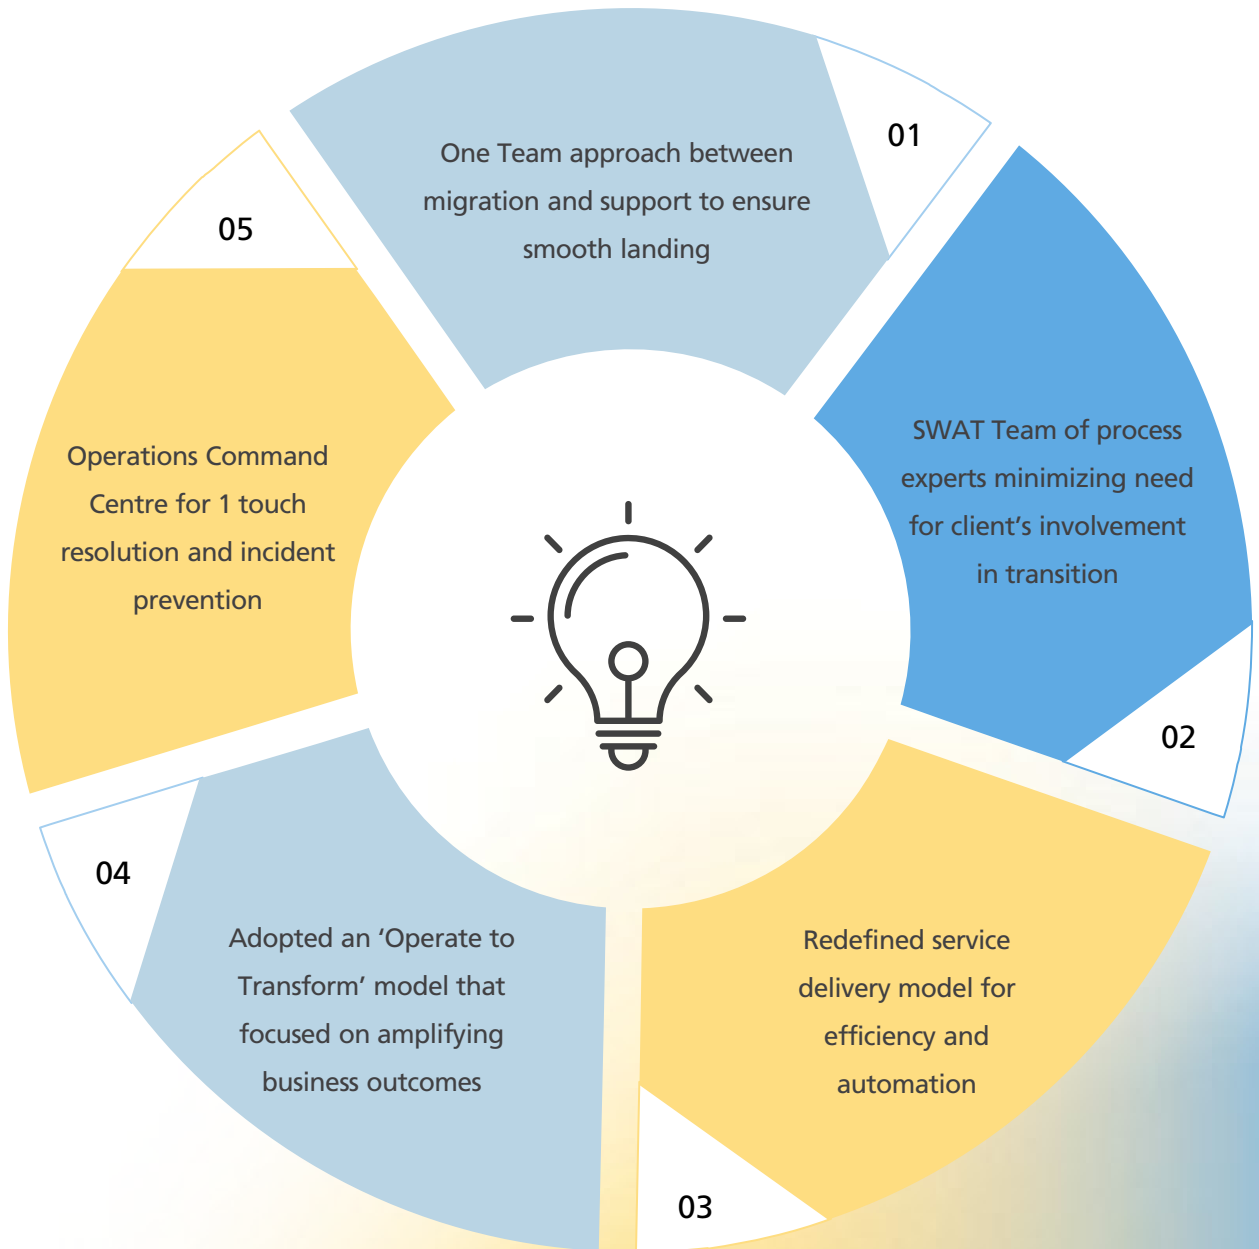 01
One Team approach between
migration and support to ensure
smooth landing
02
SWAT Team of process
experts minimizing need
for client’s involvement
in transition
03
Redefined service
delivery model for
efficiency and
automation
04
Adopted an ‘Operate to
Transform’ model that
focused on amplifying
business outcomes
05
Operations Command
Centre for 1 touch
resolution and incident
prevention